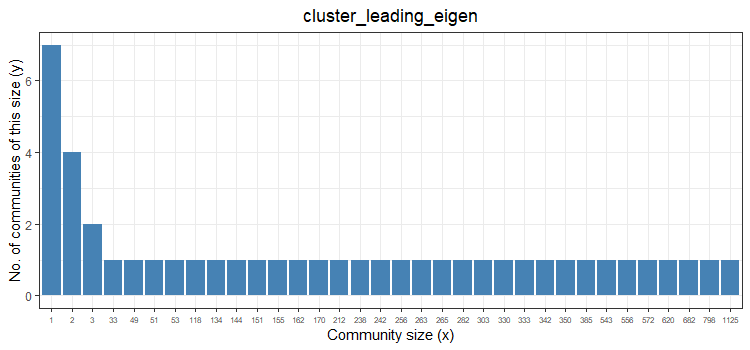 cluster_leading_eigen
No. of communities of this size (y)
6
4
2
0
1 2 3 33 49 51 53 118 134 144 151 155 162 170 212 238 242 256 263 265 282 303 330 333 342 350 385 543 556 572 620 682 798 1125
Community size (x)